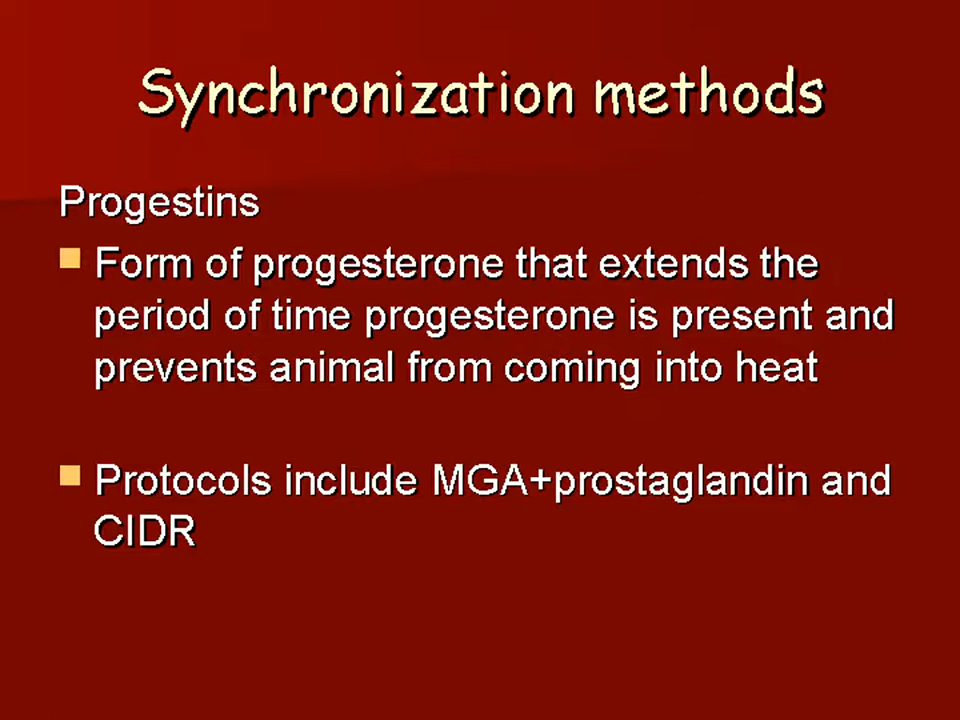 Synchronization methods
Progestins
Form of progesterone that extends the
period of time progesterone is present and
prevents animal from coming into heat
Protocols include MGA+prostaglandin and
CIDR